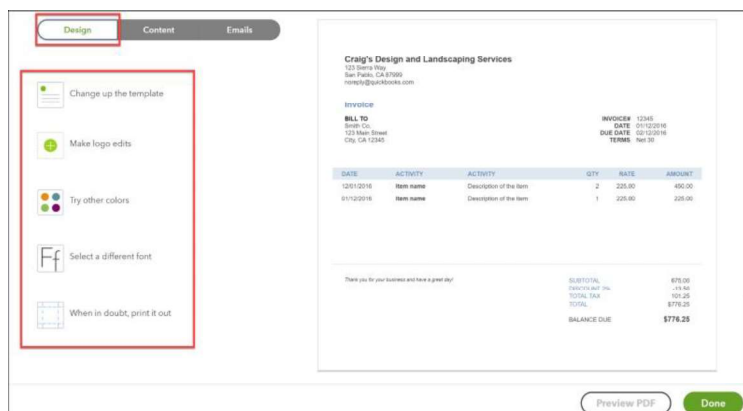 Design Content Emails
Change up the template
Make logo edits
Try other colors
Ff Select a different font
When in doubt, print it out
Craig's Design and Landscaping Services
123 Sierra Way
San Pablo, CA 87999
noreply@quickbooks.com
Invoice
BILL TO
Smith Co.
123 Main Street
City, CA 12345
INVOICE# 12345
DATE 01/12/2016
DUE DATE 02/12/2016
TERMS Net 30
DATE ACTIVITY ACTIVITY QTY RATE AMOUNT
12/01/2016 Item name Description of the item 2 225.00 450.00
01/12/2016 Item name Description of the item 1 225.00 225.00
Thank you for your business and have a great day!
SUBTOTAL 675.00
DISCOUNT 2% -13.50
TOTAL TAX 101.25
TOTAL $776.25
BALANCE DUE $776.25
Preview PDF Done